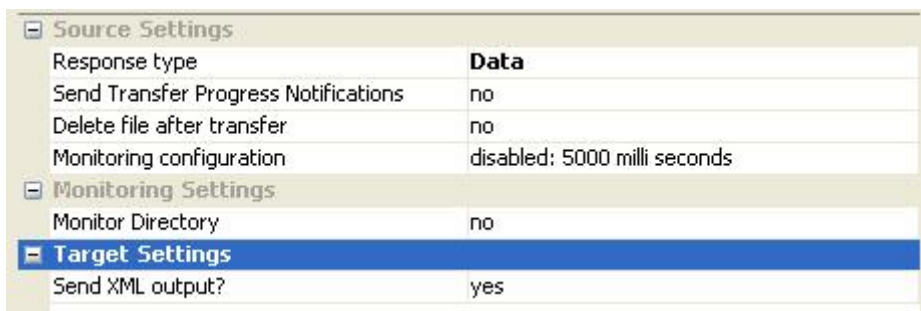 Source Settings
Response type Data
Send Transfer Progress Notifications no
Delete file after transfer no
Monitoring configuration disabled: 5000 milli seconds
Monitoring Settings
Monitor Directory no
Target Settings
Send XML output? yes